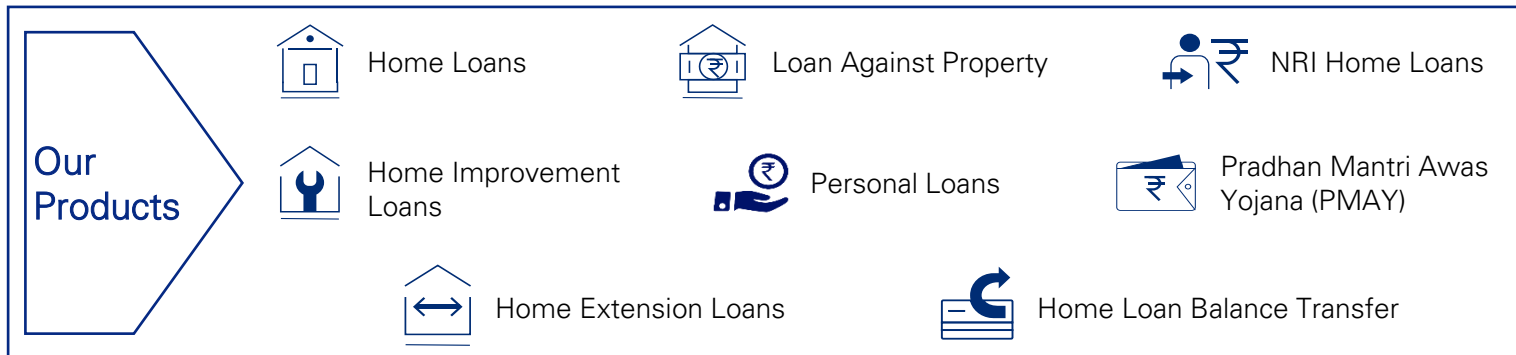 Our
Products
Home Loans
Loan Against Property
NRI Home Loans
Home Improvement
Loans
Personal Loans
Pradhan Mantri Awas
Yojana (PMAY)
Home Extension Loans
Home Loan Balance Transfer